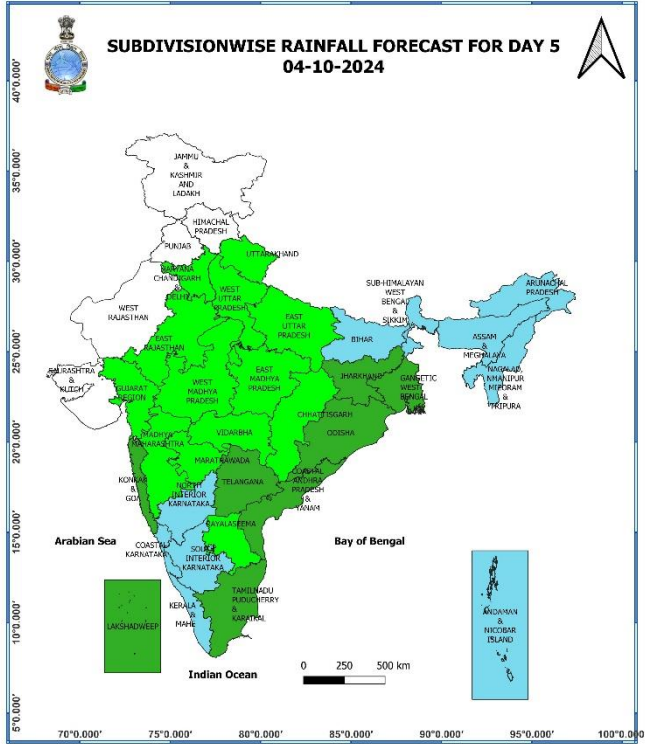 SUBDIVISIONWISE RAINFALL FORECAST FOR DAY 5
04-10-2024
40°0.000'
35°0.000'
30°0.000'
25°0.000'
20°0.000'
15°0.000'
10°0.000'
5°0.000'
JAMMU
&
KASHMIR
AND
LADAKH
HIMACHAL
PRADESH
PUNJAB
UTTARAKHAND
HARYANA
CHANDIGARH
&
DELHI
WEST
UTTAR
PRADESH
WEST
RAJASTHAN
EAST
RAJASTHAN
EAST
UTTAR
PRADESH
SUB-HIMALAYAN
WEST
BENGAL
&
SIKKIM
ARUNACHAL
PRADESH
BIHAR
ASSAM
&
MEGHALAYA
NAGALAD,
MANIPUR
MIZORAM
&
TRIPURA
SAURASHTRA
&
KUTCH
GUJARAT
REGION
WEST
MADHYA
PRADESH
EAST
MADHYA
PRADESH
JHARKHAND
GANGETIC
WEST
BENGAL
CHHATTISGARH
ODISHA
MADHYA
MAHARASHTRA
VIDARBHA
MARATHAWADA
KONKAN
&
GOA
TELANGANA
COASTAL
ANDHRA
PRADESH
&
YANAM
NORTH
INTERIOR
KARNATAKA
RAYALASEEMA
COASTAL
KARNATAKA
SOUTH
INTERIOR
KARNATAKA
Arabian Sea
Bay of Bengal
KERALA
&
MAHE
TAMILNADU
PUDUCHERRY
&
KARAIKAL
LAKSHADWEEP
ANDAMAN
&
NICOBAR
ISLAND
Indian Ocean
0 250 500 km
70°0.000' 75°0.000' 80°0.000' 85°0.000' 90°0.000' 95°0.000' 100°0.000'